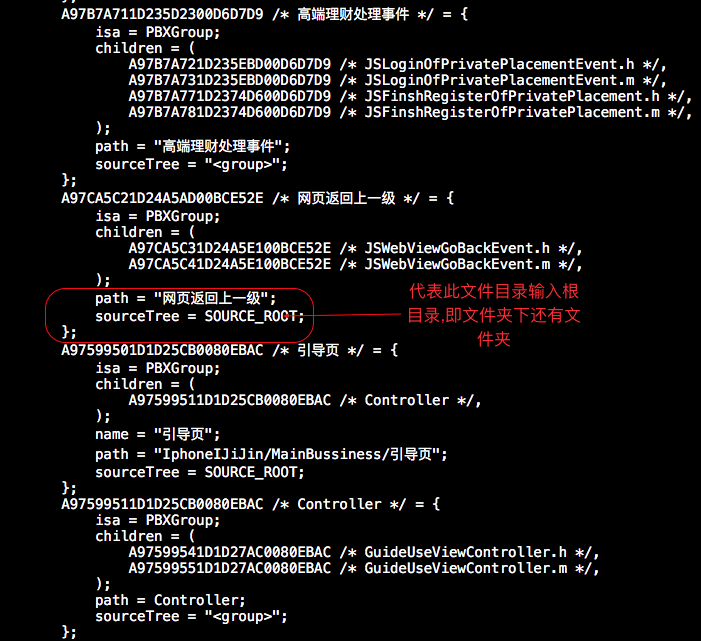 A97B7A711D235D2300D6D7D9 /* 高端理财处理事件 */ = {
isa = PBXGroup;
children = (
A97B7A721D235EBD00D6D7D9 /* JSLoginOfPrivatePlacementEvent.h */,
A97B7A731D235EBD00D6D7D9 /* JSLoginOfPrivatePlacementEvent.m */,
A97B7A771D2374D600D6D7D9 /* JSFinshRegisterOfPrivatePlacement.h */,
A97B7A781D2374D600D6D7D9 /* JSFinshRegisterOfPrivatePlacement.m */,
);
path = "高端理财处理事件";
sourceTree = "<group>";
};
A97CA5C21D24A5AD00BCE52E /* 网页返回上一级 */ = {
isa = PBXGroup;
children = (
A97CA5C31D24A5E100BCE52E /* JSWebViewGoBackEvent.h */,
A97CA5C41D24A5E100BCE52E /* JSWebViewGoBackEvent.m */,
);
path = "网页返回上一级";
sourceTree = SOURCE_ROOT;
};
代表此文件目录输入根
目录,即文件夹下还有文
件夹
A97599501D1D25CB0080EBAC /* 引导页 */ = {
isa = PBXGroup;
children = (
A97599511D1D25CB0080EBAC /* Controller */,
);
name = "引导页";
path = "IphoneIJiJin/MainBussiness/引导页";
sourceTree = SOURCE_ROOT;
};
A97599511D1D25CB0080EBAC /* Controller */ = {
isa = PBXGroup;
children = (
A97599541D1D27AC0080EBAC /* GuideUseViewController.h */,
A97599551D1D27AC0080EBAC /* GuideUseViewController.m */,
);
path = Controller;
sourceTree = "<group>";
};